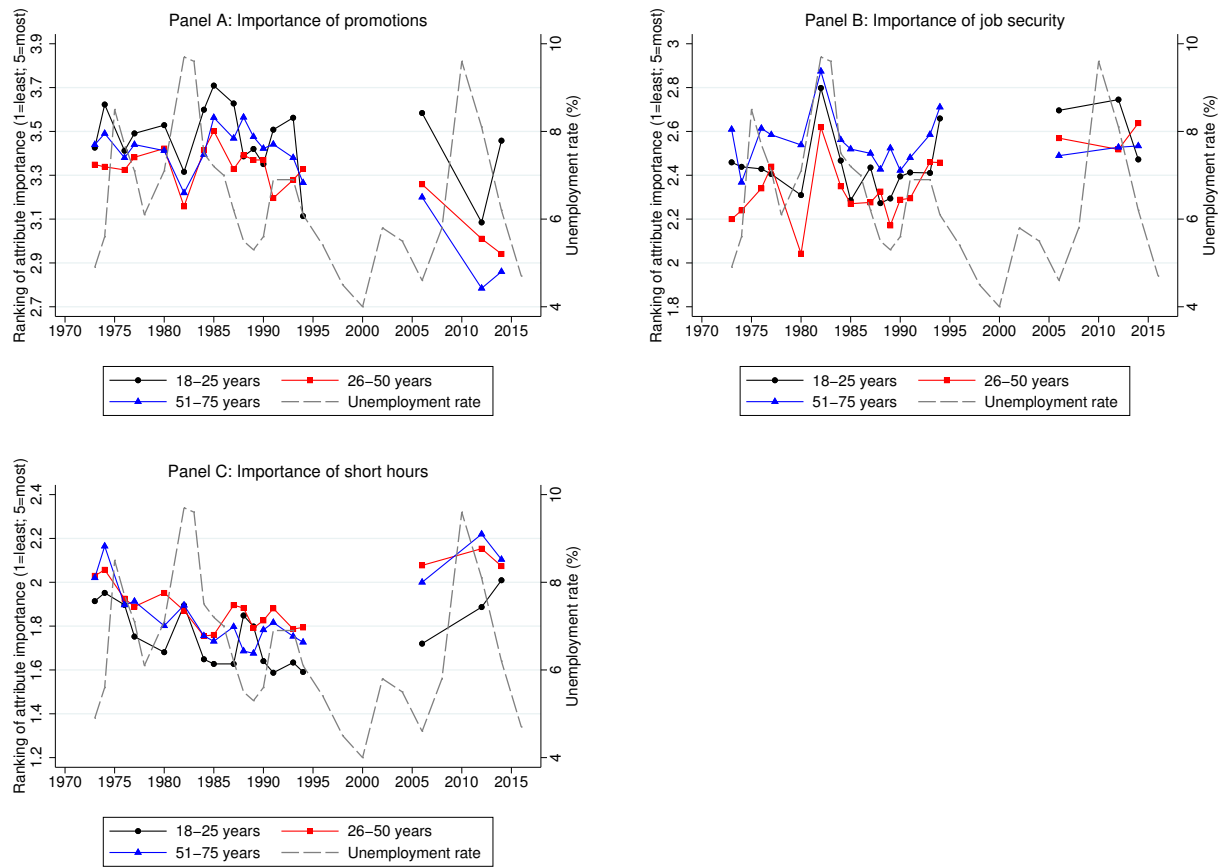 Panel A: Importance of promotions
Ranking of attribute importance (1=least; 5=most)
3.9
3.7
3.5
3.3
3.1
2.9
2.7
10
8
6
4
Unemployment rate (%)
1970 1975 1980 1985 1990 1995 2000 2005 2010 2015
18−25 years 26−50 years
51−75 years Unemployment rate
Panel B: Importance of job security
Ranking of attribute importance (1=least; 5=most)
3
2.8
2.6
2.4
2.2
2
1.8
10
8
6
4
Unemployment rate (%)
1970 1975 1980 1985 1990 1995 2000 2005 2010 2015
18−25 years 26−50 years
51−75 years Unemployment rate
Panel C: Importance of short hours
Ranking of attribute importance (1=least; 5=most)
2.4
2.2
2
1.8
1.6
1.4
1.2
10
8
6
4
Unemployment rate (%)
1970 1975 1980 1985 1990 1995 2000 2005 2010 2015
18−25 years 26−50 years
51−75 years Unemployment rate